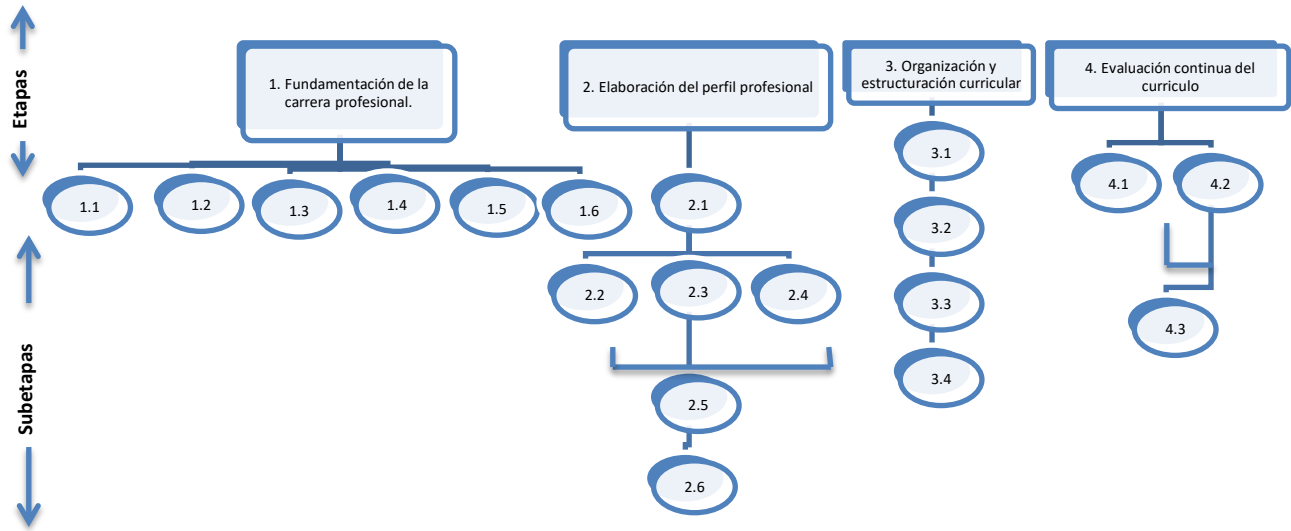 Etapas
1. Fundamentación de la
carrera profesional.
2. Elaboración del perfil profesional
3. Organización y
estructuración curricular
4. Evaluación continua del
curriculo
1.1
1.2
1.3
1.4
1.5
1.6
2.1
3.1
4.1
4.2
3.2
2.2
2.3
2.4
3.3
4.3
3.4
Subetapas
2.5
2.6